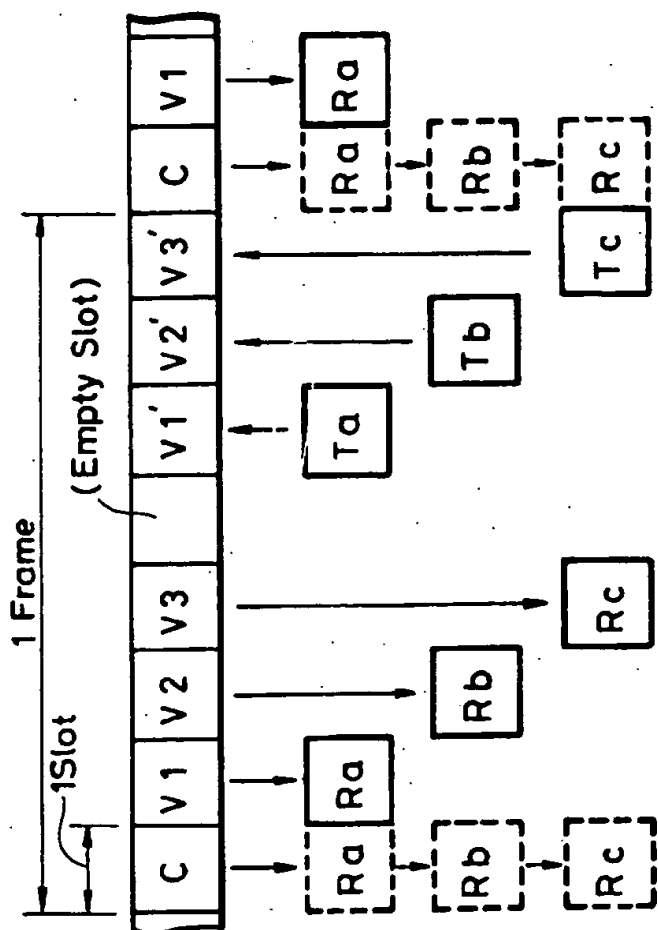 1 Frame
1Slot
(Empty Slot)
C V1 V2 V3 V1' V2' V3' C V1
Ra Ra Ta Ra Ra
Rb Rb Tb Rb
Rc Rc Tc Rc